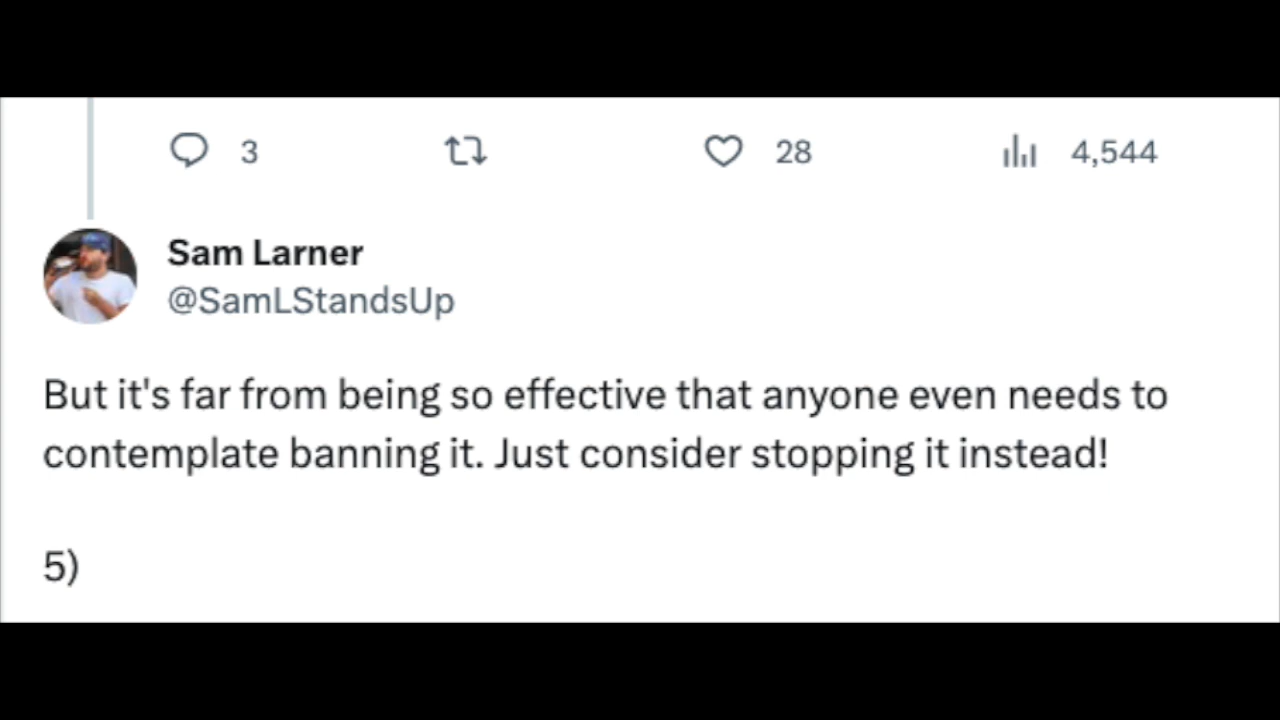 3 28 4,544
Sam Larner
@SamLStandsUp
But it's far from being so effective that anyone even needs to
contemplate banning it. Just consider stopping it instead!
5)